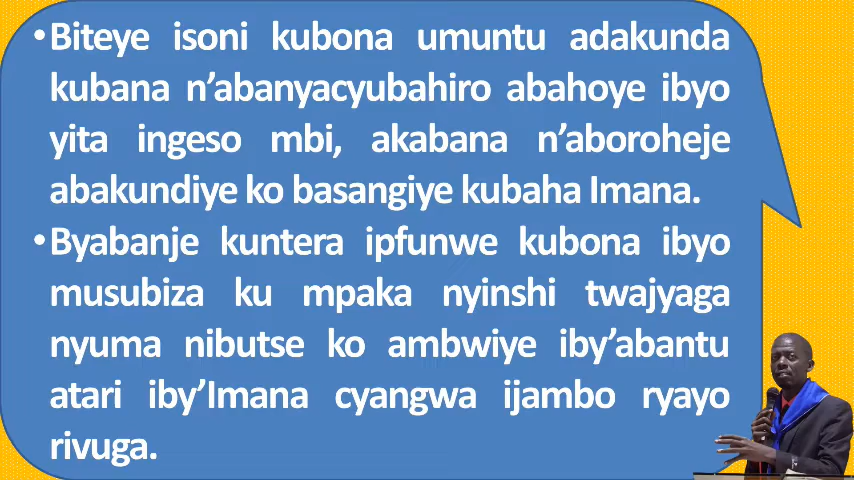 •Biteye isoni kubona umuntu adakunda
kubana n’abanyacyubahiro abahoye ibyo
yita ingeso mbi, akabana n’aboroheje
abakundiye ko basangiye kubaha Imana.
•Byabanje kuntera ipfunwe kubona ibyo
musubiza ku mpaka nyinshi twajyaga
nyuma nibutse ko ambwiye iby’abantu
atari iby’Imana cyangwa ijambo ryayo
rivuga.